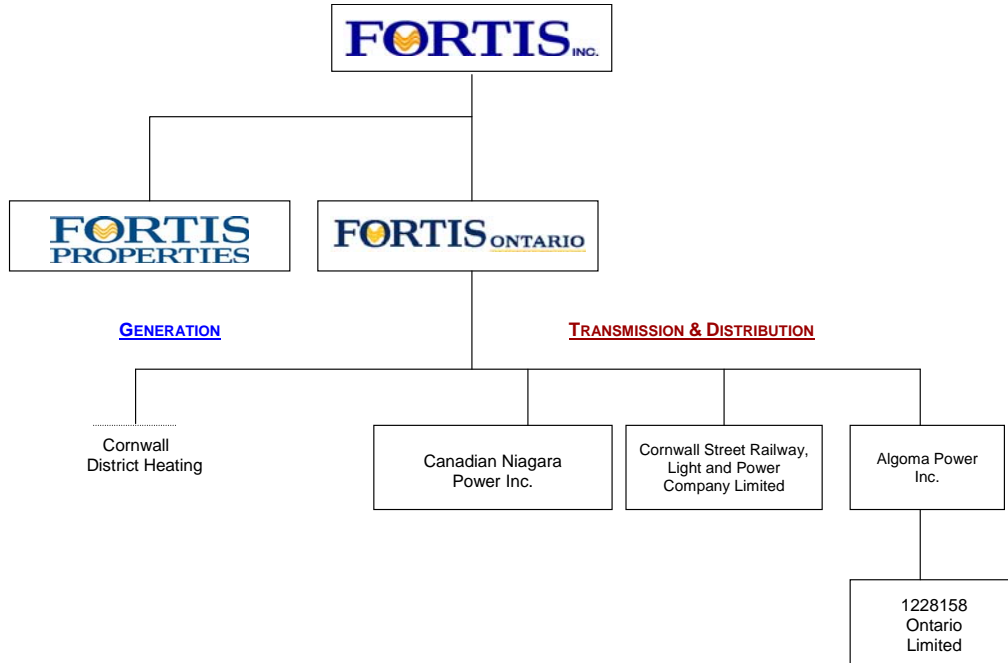 FORTIS INC.
FORTIS
PROPERTIES
FORTIS ONTARIO
GENERATION
TRANSMISSION & DISTRIBUTION
Cornwall
District Heating
Canadian Niagara
Power Inc.
Cornwall Street Railway,
Light and Power
Company Limited
Algoma Power
Inc.
1228158
Ontario
Limited